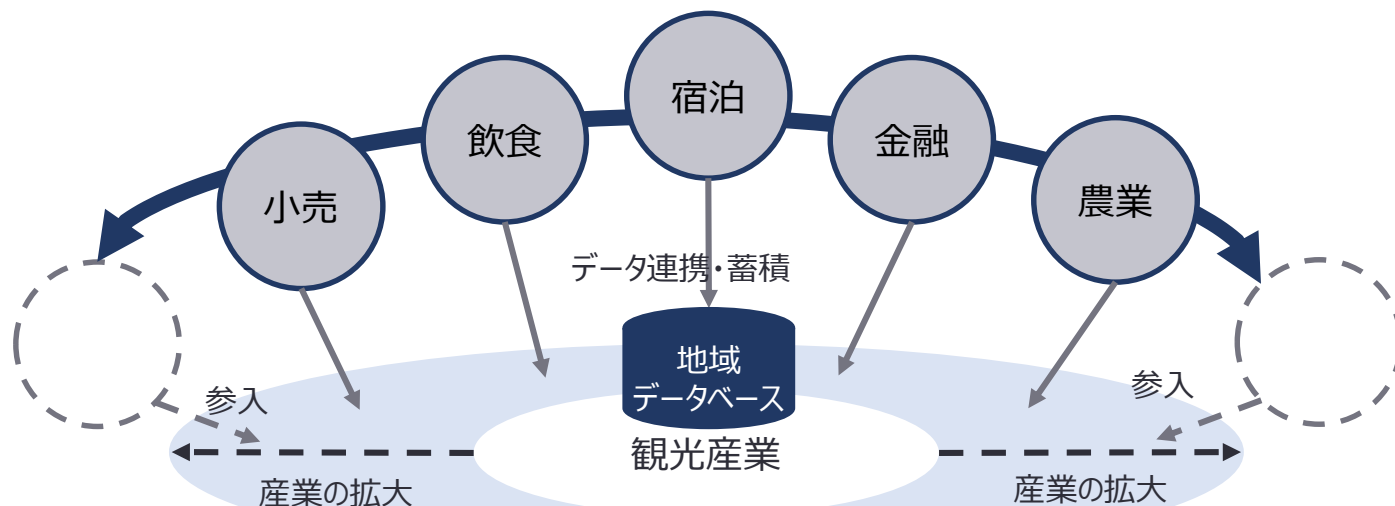 宿泊
飲食
金融
小売
農業
データ連携・蓄積
地域
データベース
参入
参入
観光産業
産業の拡大
産業の拡大